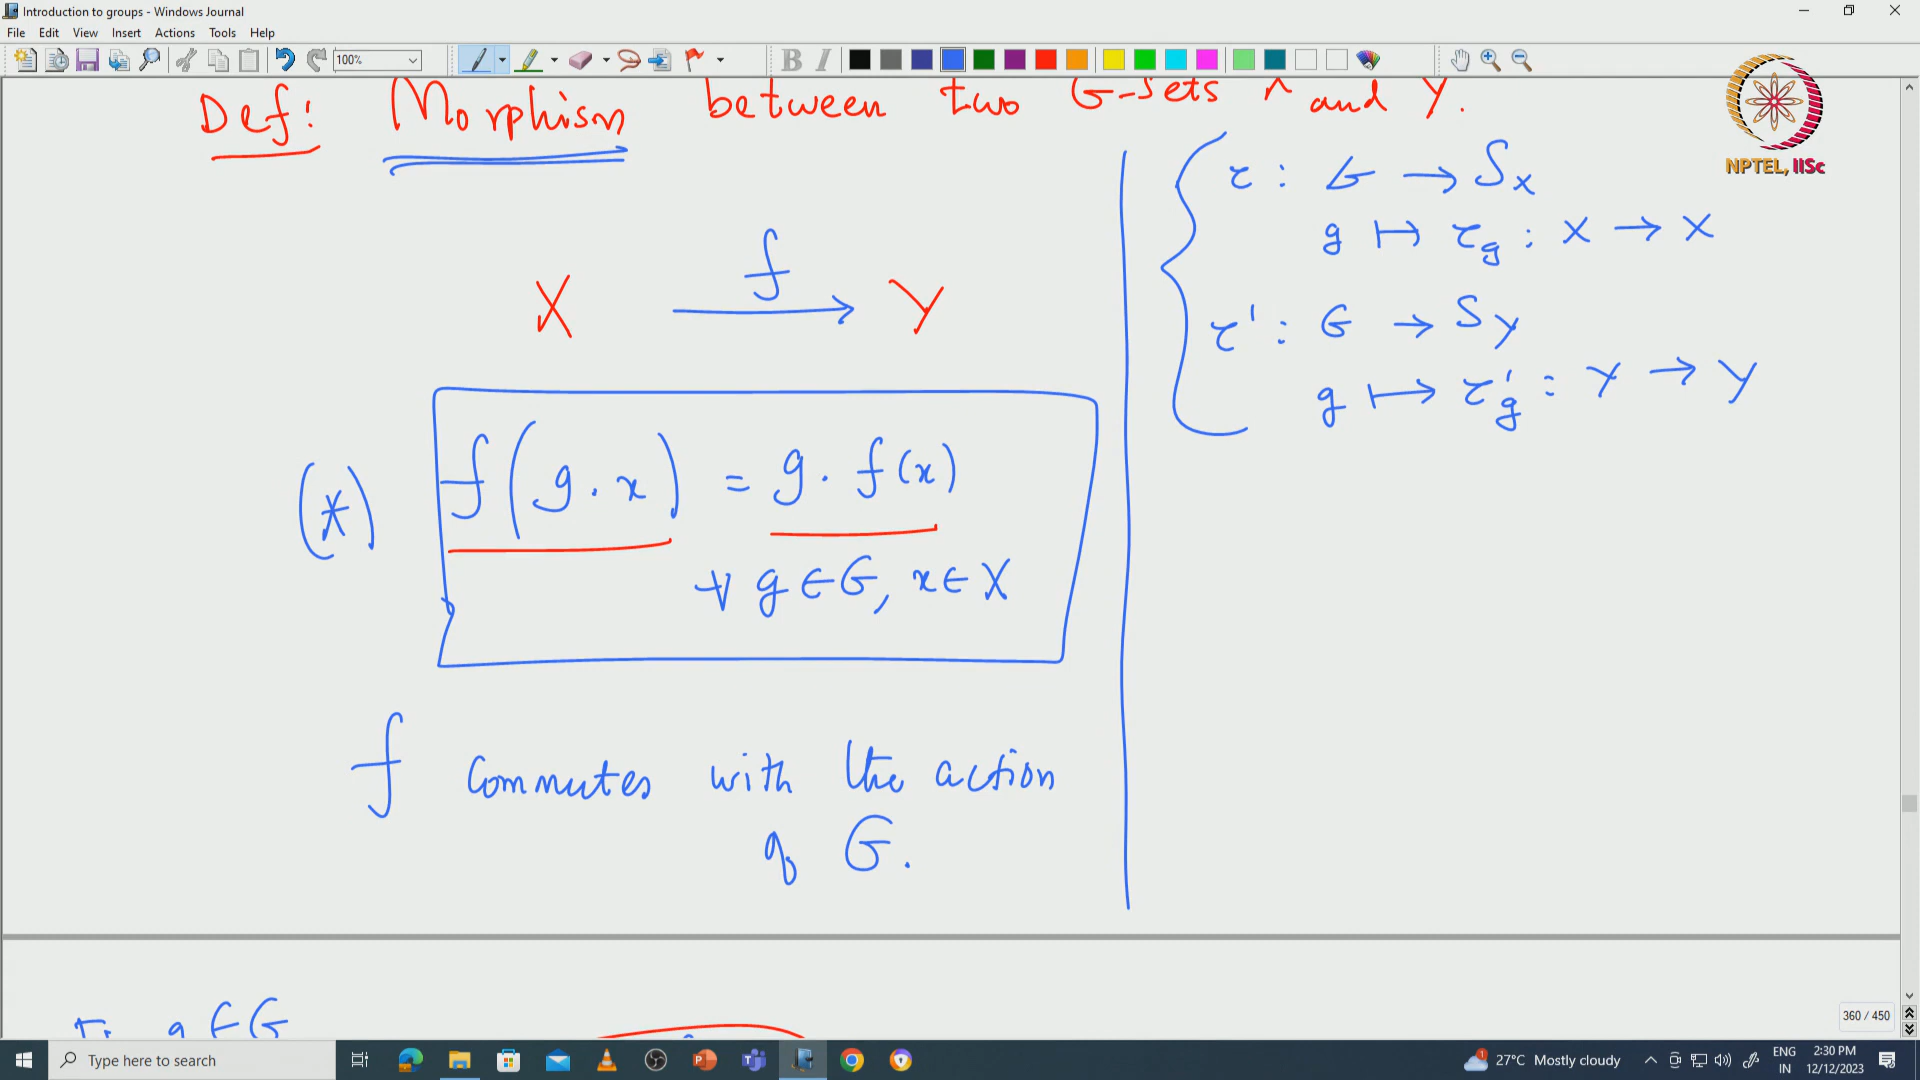 Introduction to groups - Windows Journal
File Edit View Insert Actions Tools Help
100%
B I
NPTEL, IISc
Def: Morphism between two G-sets X and Y.
X f → Y
(*) f(g.x) = g.f(x)
∀ g ∈ G, x ∈ X
f commutes with the action
of G.
τ : G → S_X
g ↦ τ_g : X → X
τ' : G → S_Y
g ↦ τ'_g : Y → Y
g ∈ G
360 / 450
Type here to search
27°C Mostly cloudy
ENG
IN
2:30 PM
12/12/2023